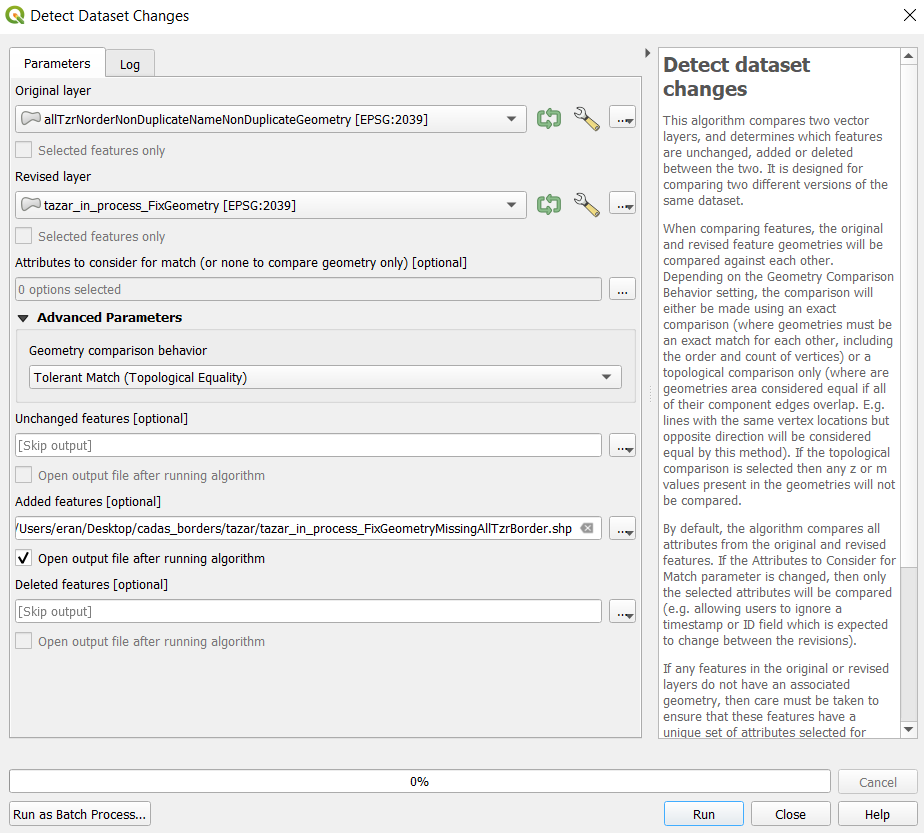 Detect Dataset Changes
Parameters
Log
Original layer
allTzrNorderNonDuplicateNameNonDuplicateGeometry [EPSG:2039]
...
Selected features only
Revised layer
tazar_in_process_FixGeometry [EPSG:2039]
...
Selected features only
Attributes to consider for match (or none to compare geometry only) [optional]
0 options selected
...
Advanced Parameters
Geometry comparison behavior
Tolerant Match (Topological Equality)
Unchanged features [optional]
[Skip output]
...
Open output file after running algorithm
Added features [optional]
/Users/eran/Desktop/cadas_borders/tazar/tazar_in_process_FixGeometryMissingAllTzrBorder.shp
...
Open output file after running algorithm
Deleted features [optional]
[Skip output]
...
Open output file after running algorithm
Detect dataset
changes
This algorithm compares two vector
layers, and determines which features
are unchanged, added or deleted
between the two. It is designed for
comparing two different versions of the
same dataset.
When comparing features, the original
and revised feature geometries will be
compared against each other.
Depending on the Geometry Comparison
Behavior setting, the comparison will
either be made using an exact
comparison (where geometries must be
an exact match for each other, including
the order and count of vertices) or a
topological comparison only (where are
geometries area considered equal if all
of their component edges overlap. E.g.
lines with the same vertex locations but
opposite direction will be considered
equal by this method). If the topological
comparison is selected then any z or m
values present in the geometries will not
be compared.
By default, the algorithm compares all
attributes from the original and revised
features. If the Attributes to Consider for
Match parameter is changed, then only
the selected attributes will be compared
(e.g. allowing users to ignore a
timestamp or ID field which is expected
to change between the revisions).
If any features in the original or revised
layers do not have an associated
geometry, then care must be taken to
ensure that these features have a
unique set of attributes selected for
0%
Cancel
Run as Batch Process...
Run
Close
Help